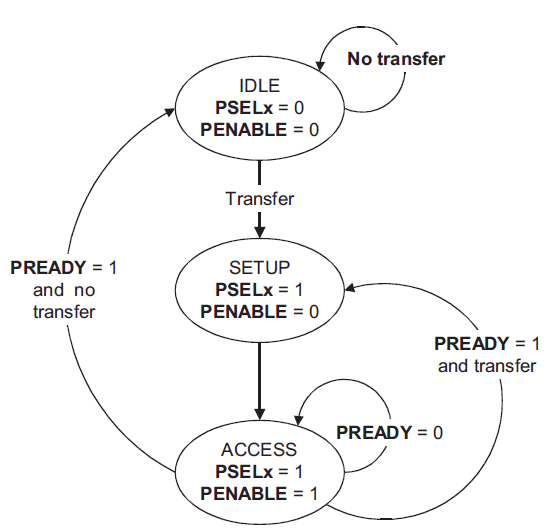 No transfer
IDLE
PSELx = 0
PENABLE = 0
Transfer
PREADY = 1
and no
transfer
SETUP
PSELx = 1
PENABLE = 0
PREADY = 1
and transfer
PREADY = 0
ACCESS
PSELx = 1
PENABLE = 1